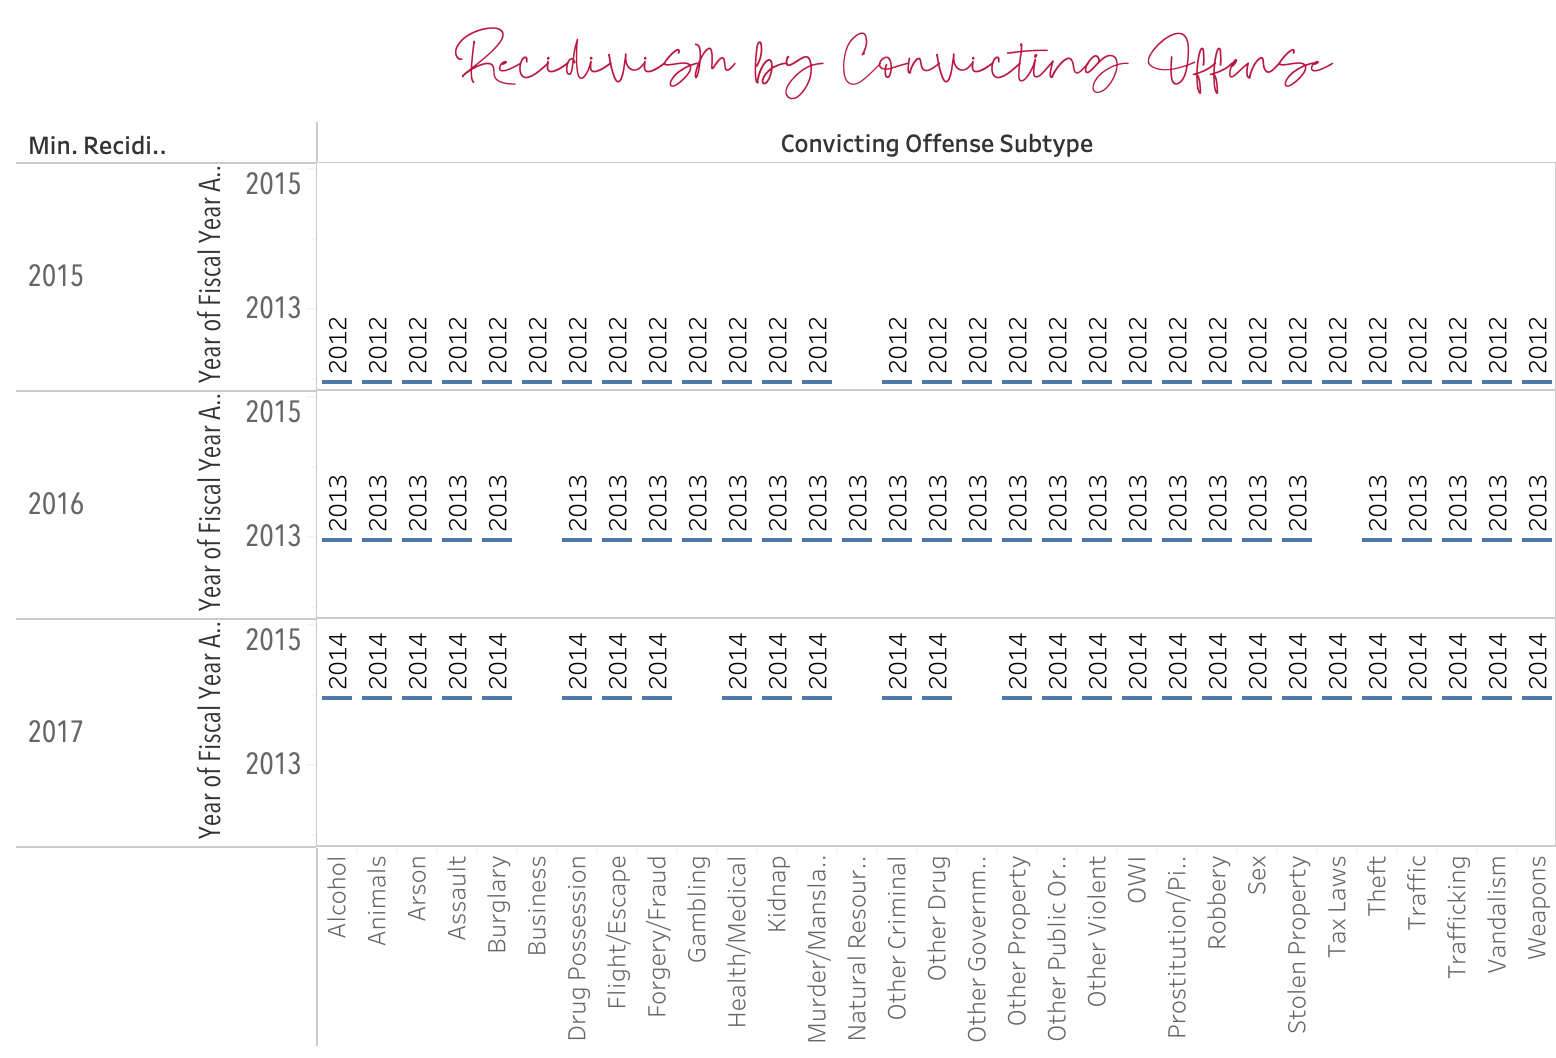 Recidivism by Convicting Offense
Min. Recidi..
Convicting Offense Subtype
2015
Year of Fiscal Year A..
2015
2013
2012 2012 2012 2012 2012 2012 2012 2012 2012 2012 2012 2012 2012 2012 2012 2012 2012 2012 2012 2012 2012 2012 2012 2012 2012 2012 2012 2012 2012 2012
2016
Year of Fiscal Year A..
2015
2013
2013 2013 2013 2013 2013 2013 2013 2013 2013 2013 2013 2013 2013 2013 2013 2013 2013 2013 2013 2013 2013 2013 2013 2013 2013 2013 2013 2013 2013
2017
Year of Fiscal Year A..
2015
2013
2014 2014 2014 2014 2014 2014 2014 2014 2014 2014 2014 2014 2014 2014 2014 2014 2014 2014 2014 2014 2014 2014 2014 2014 2014 2014 2014
Alcohol
Animals
Arson
Assault
Burglary
Business
Drug Possession
Flight/Escape
Forgery/Fraud
Gambling
Health/Medical
Kidnap
Murder/Mansla..
Natural Resour..
Other Criminal
Other Drug
Other Governm..
Other Property
Other Public Or..
Other Violent
OWI
Prostitution/Pi..
Robbery
Sex
Stolen Property
Tax Laws
Theft
Traffic
Trafficking
Vandalism
Weapons